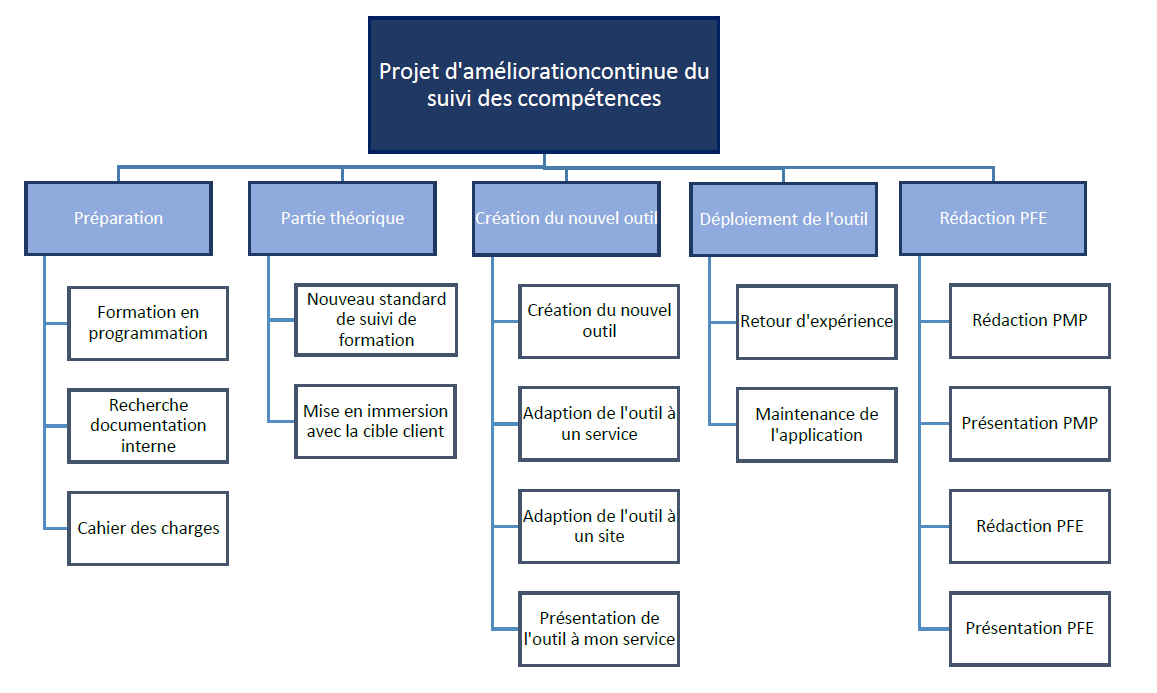 Projet d'améliorationcontinue du
suivi des ccompétences
Préparation
Partie théorique
Création du nouvel outil
Déploiement de l'outil
Rédaction PFE
Formation en
programmation
Recherche
documentation
interne
Cahier des charges
Nouveau standard
de suivi de
formation
Mise en immersion
avec la cible client
Création du nouvel
outil
Adaption de l'outil à
un service
Adaption de l'outil à
un site
Présentation de
l'outil à mon service
Retour d'expérience
Maintenance de
l'application
Rédaction PMP
Présentation PMP
Rédaction PFE
Présentation PFE